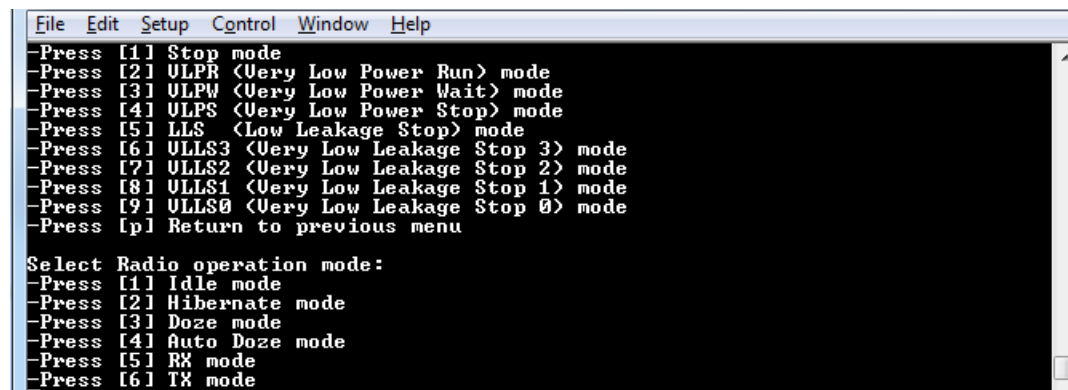 File Edit Setup Control Window Help
-Press [1] Stop mode
-Press [2] VLPR (Very Low Power Run) mode
-Press [3] VLPW (Very Low Power Wait) mode
-Press [4] VLPS (Very Low Power Stop) mode
-Press [5] LLS  (Low Leakage Stop) mode
-Press [6] VLLS3 (Very Low Leakage Stop 3) mode
-Press [7] VLLS2 (Very Low Leakage Stop 2) mode
-Press [8] VLLS1 (Very Low Leakage Stop 1) mode
-Press [9] VLLS0 (Very Low Leakage Stop 0) mode
-Press [p] Return to previous menu
Select Radio operation mode:
-Press [1] Idle mode
-Press [2] Hibernate mode
-Press [3] Doze mode
-Press [4] Auto Doze mode
-Press [5] RX mode
-Press [6] TX mode